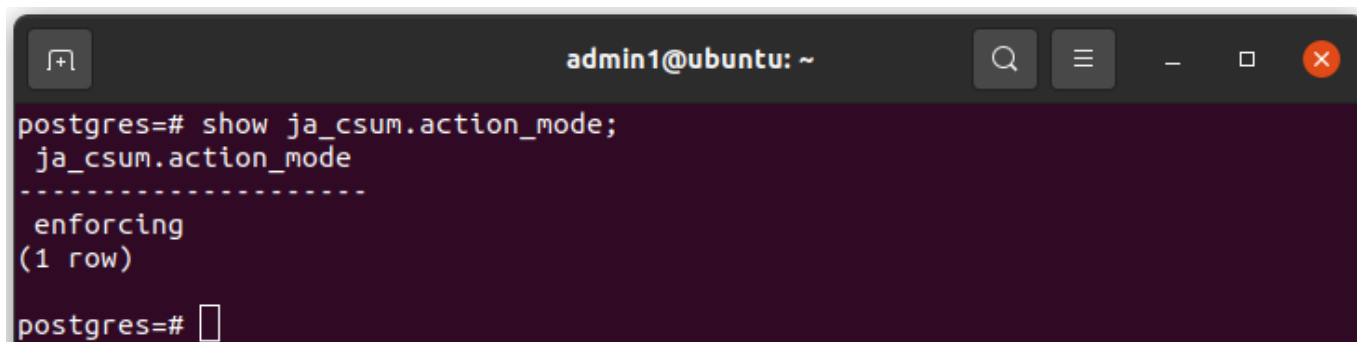 admin1@ubuntu: ~
postgres=# show ja_csum.action_mode;
 ja_csum.action_mode
---------------------
 enforcing
(1 row)

postgres=#